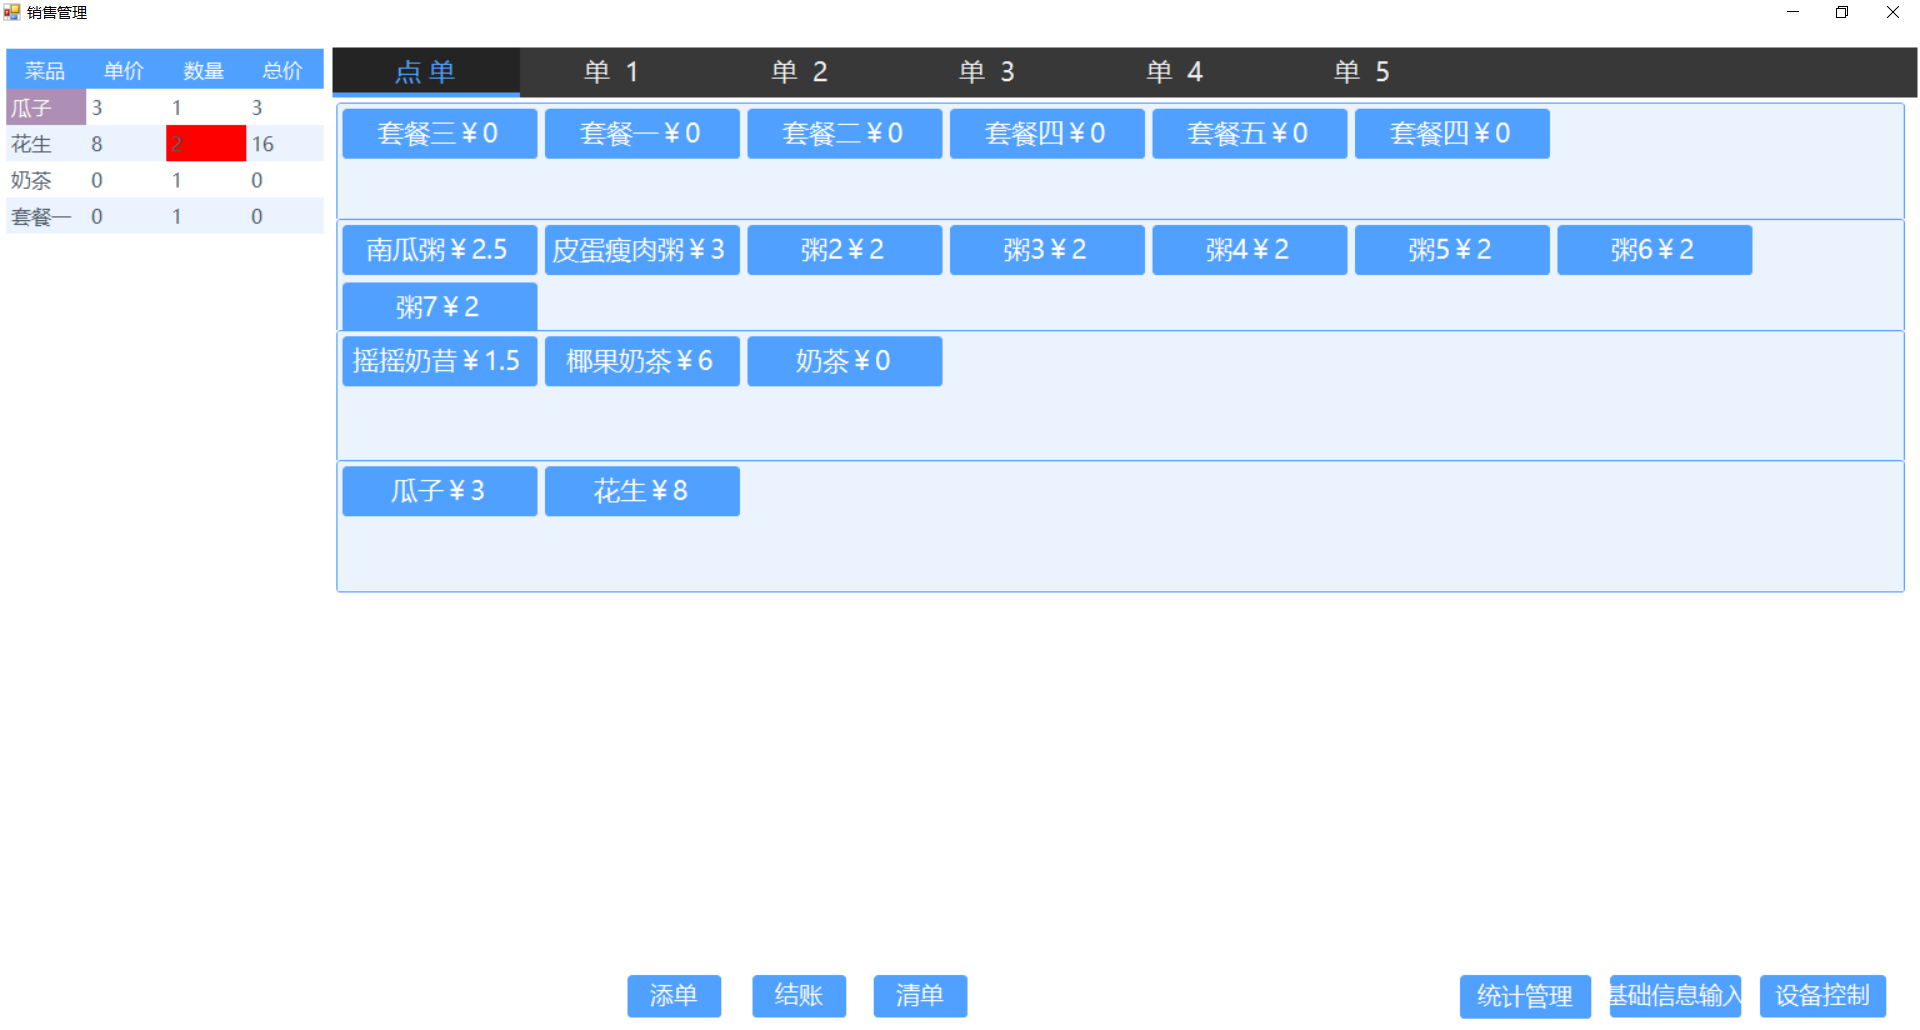 销售管理
菜品 单价 数量 总价
瓜子 3 1 3
花生 8 2 16
奶茶 0 1 0
套餐一 0 1 0
点单 单 1 单 2 单 3 单 4 单 5
套餐三¥0 套餐一¥0 套餐二¥0 套餐四¥0 套餐五¥0 套餐四¥0
南瓜粥¥2.5 皮蛋瘦肉粥¥3 粥2¥2 粥3¥2 粥4¥2 粥5¥2 粥6¥2
粥7¥2
摇摇奶昔¥1.5 椰果奶茶¥6 奶茶¥0
瓜子¥3 花生¥8
添单 结账 清单 统计管理 基础信息输入 设备控制